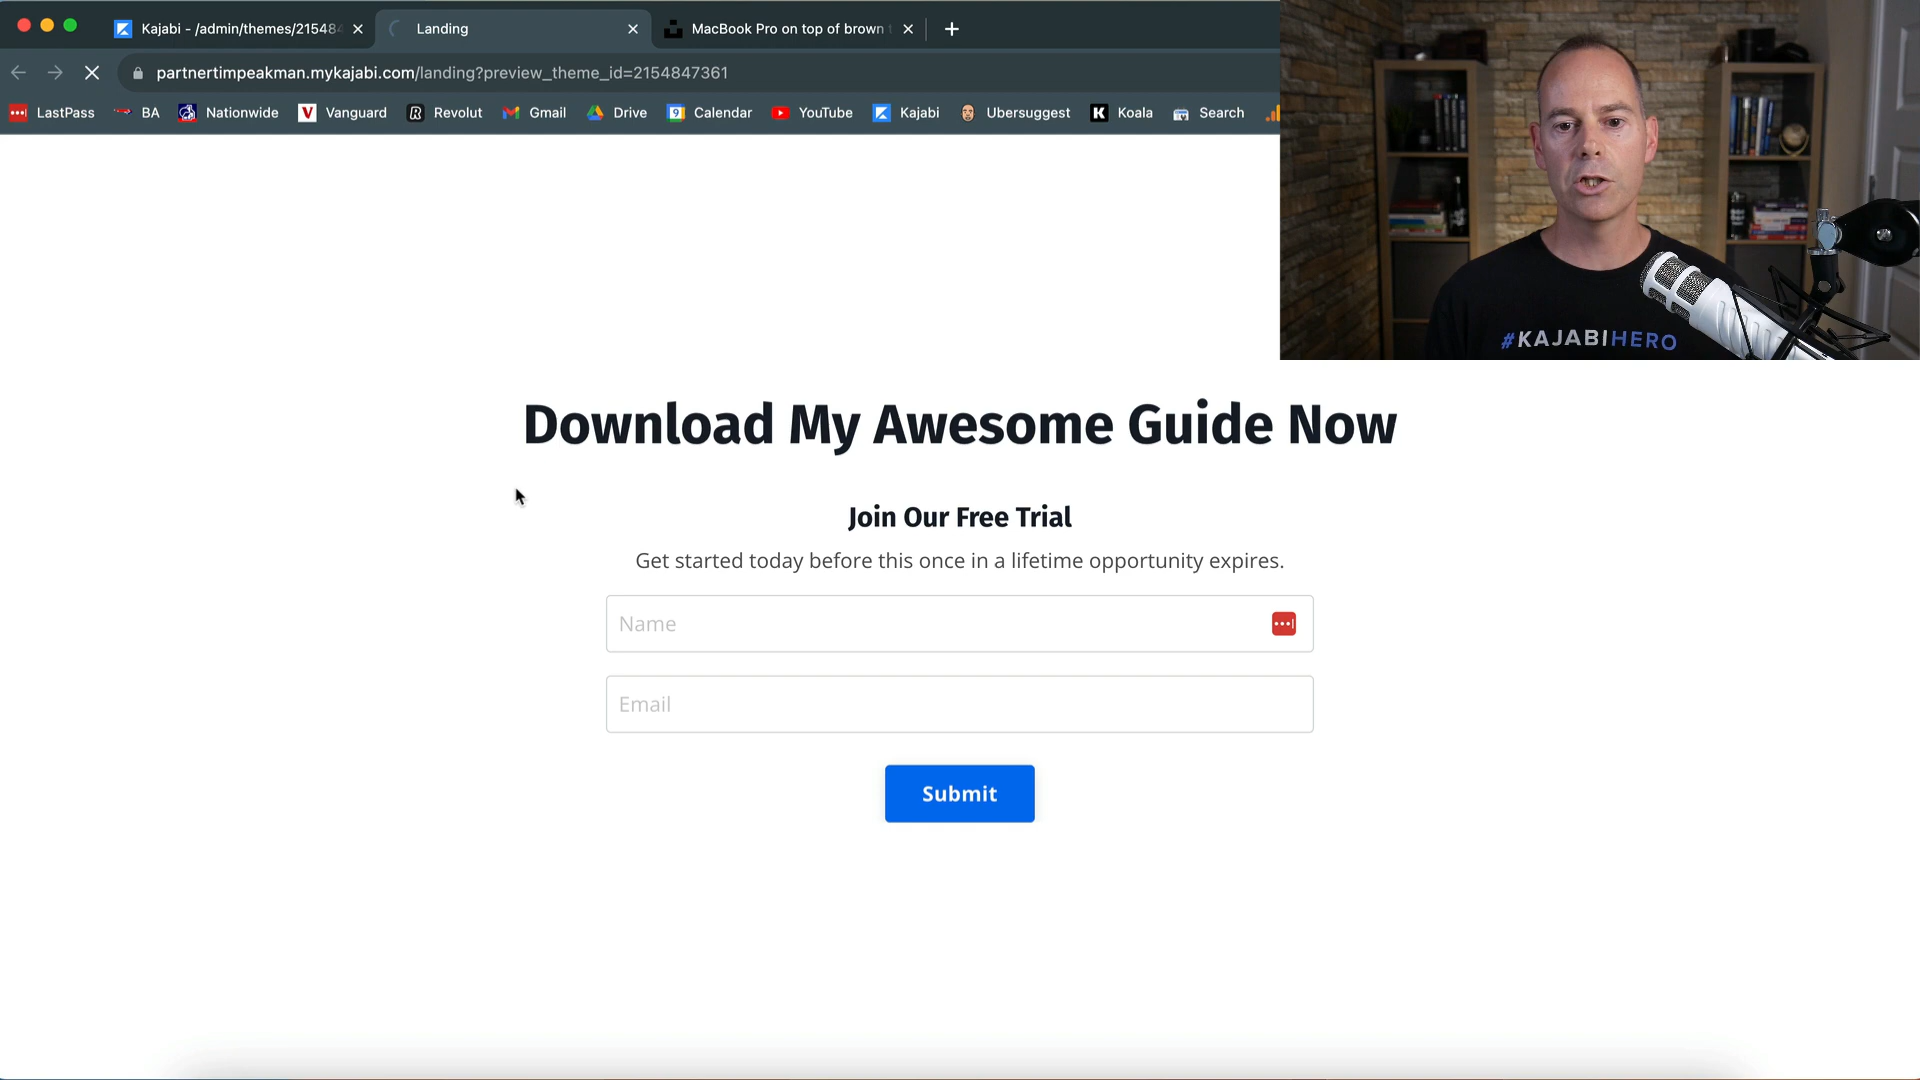 Kajabi - /admin/themes/21548
Landing
MacBook Pro on top of brown
partnertimpeakman.mykajabi.com/landing?preview_theme_id=2154847361
LastPass BA Nationwide Vanguard Revolut Gmail Drive Calendar YouTube Kajabi Ubersuggest Koala Search
#KAJABIHERO
Download My Awesome Guide Now
Join Our Free Trial
Get started today before this once in a lifetime opportunity expires.
Name
Email
Submit